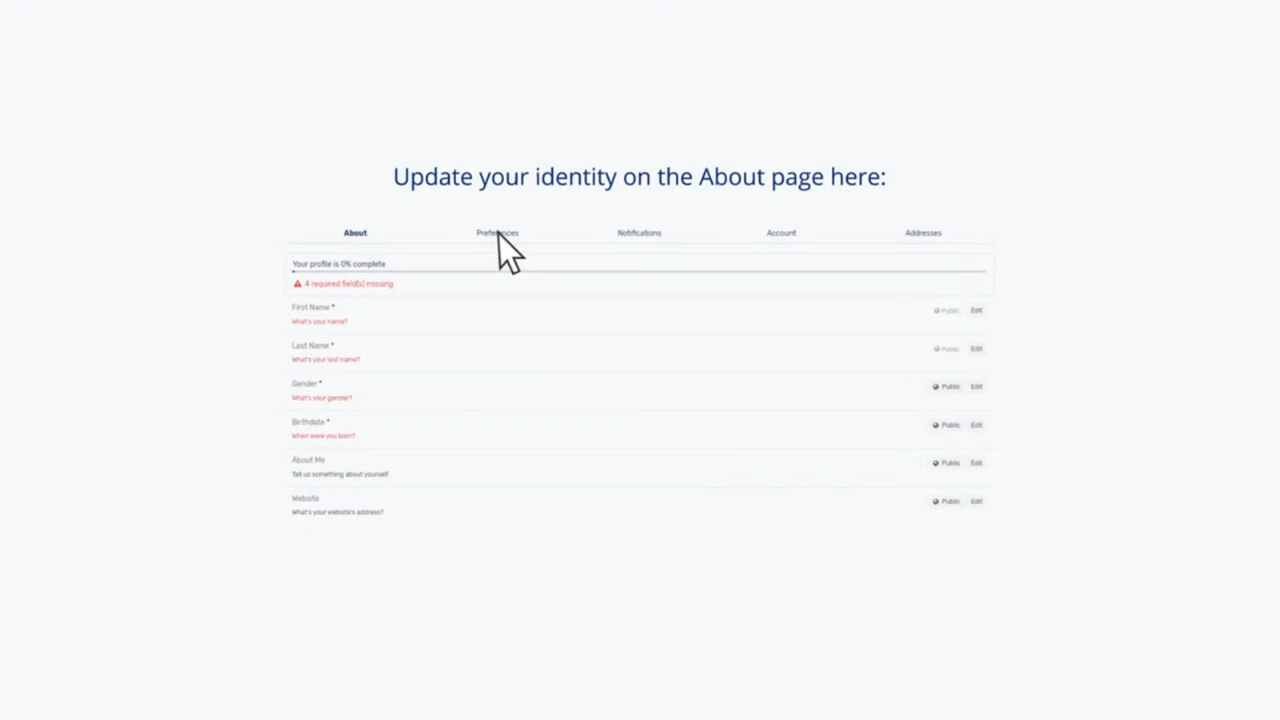 Update your identity on the About page here:
About Preferences Notifications Account Addresses
Your profile is 0% complete
4 required field(s) missing
First Name *
Public Edit
What's your name?
Last Name *
Public Edit
What's your last name?
Gender *
Public Edit
What's your gender?
Birthdate *
Public Edit
When were you born?
About Me
Public Edit
Tell us something about yourself
Website
Public Edit
What's your website's address?